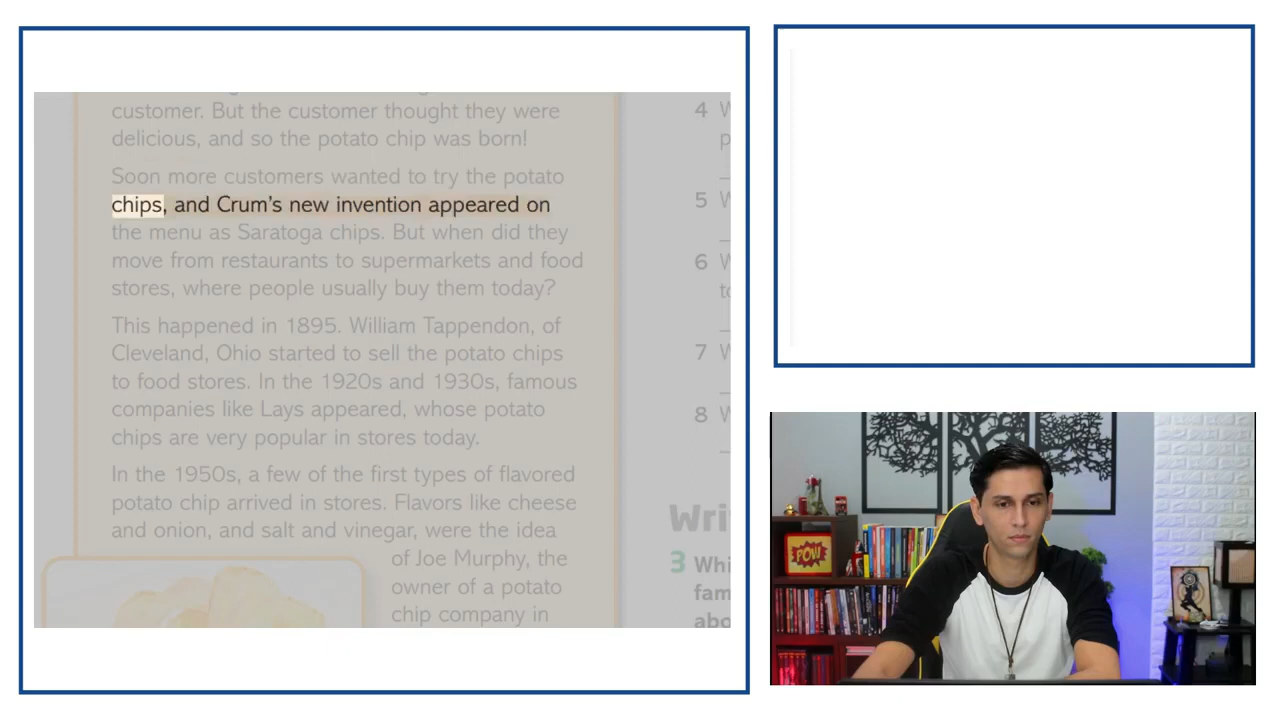 customer. But the customer thought they were
delicious, and so the potato chip was born!
Soon more customers wanted to try the potato
chips, and Crum's new invention appeared on
the menu as Saratoga chips. But when did they
move from restaurants to supermarkets and food
stores, where people usually buy them today?
This happened in 1895. William Tappendon, of
Cleveland, Ohio started to sell the potato chips
to food stores. In the 1920s and 1930s, famous
companies like Lays appeared, whose potato
chips are very popular in stores today.
In the 1950s, a few of the first types of flavored
potato chip arrived in stores. Flavors like cheese
and onion, and salt and vinegar, were the idea
of Joe Murphy, the
owner of a potato
chip company in
4
5
6
7
8
3
POW!